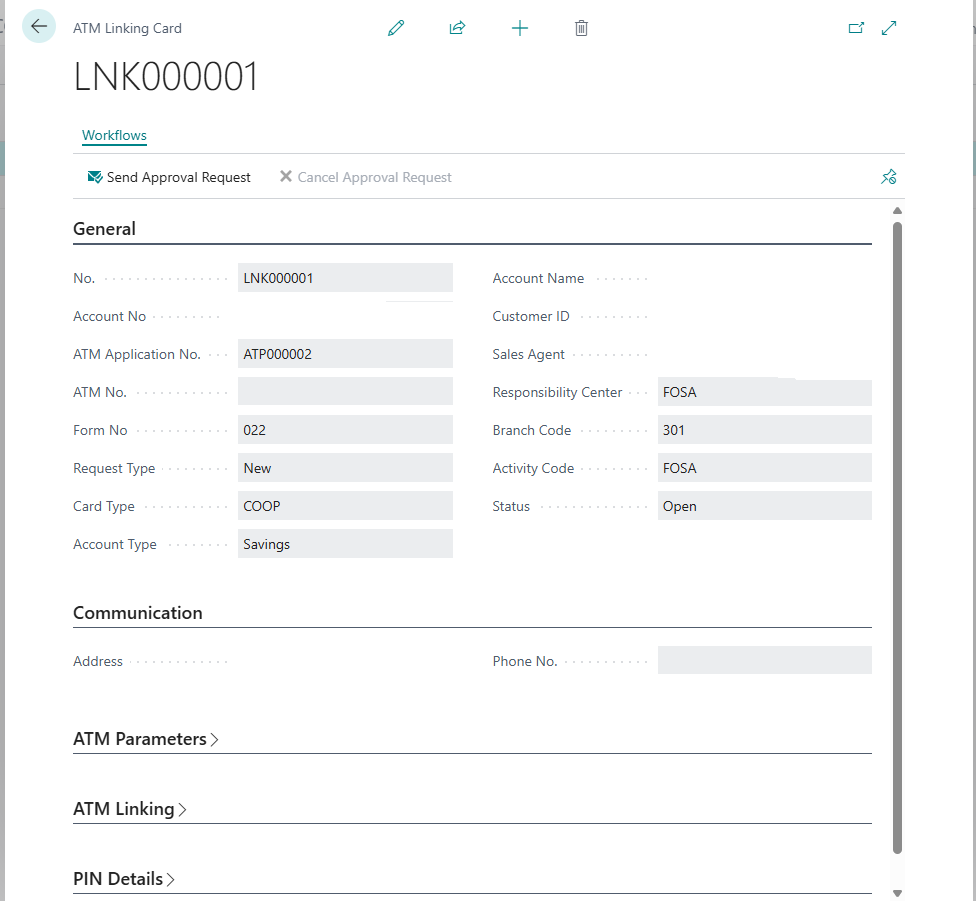 ATM Linking Card
LNK000001
Workflows
Send Approval Request Cancel Approval Request
General
No. LNK000001 Account Name
Account No Customer ID
ATM Application No. ATP000002 Sales Agent
ATM No. Responsibility Center FOSA
Form No 022 Branch Code 301
Request Type New Activity Code FOSA
Card Type COOP Status Open
Account Type Savings
Communication
Address Phone No.
ATM Parameters
ATM Linking
PIN Details